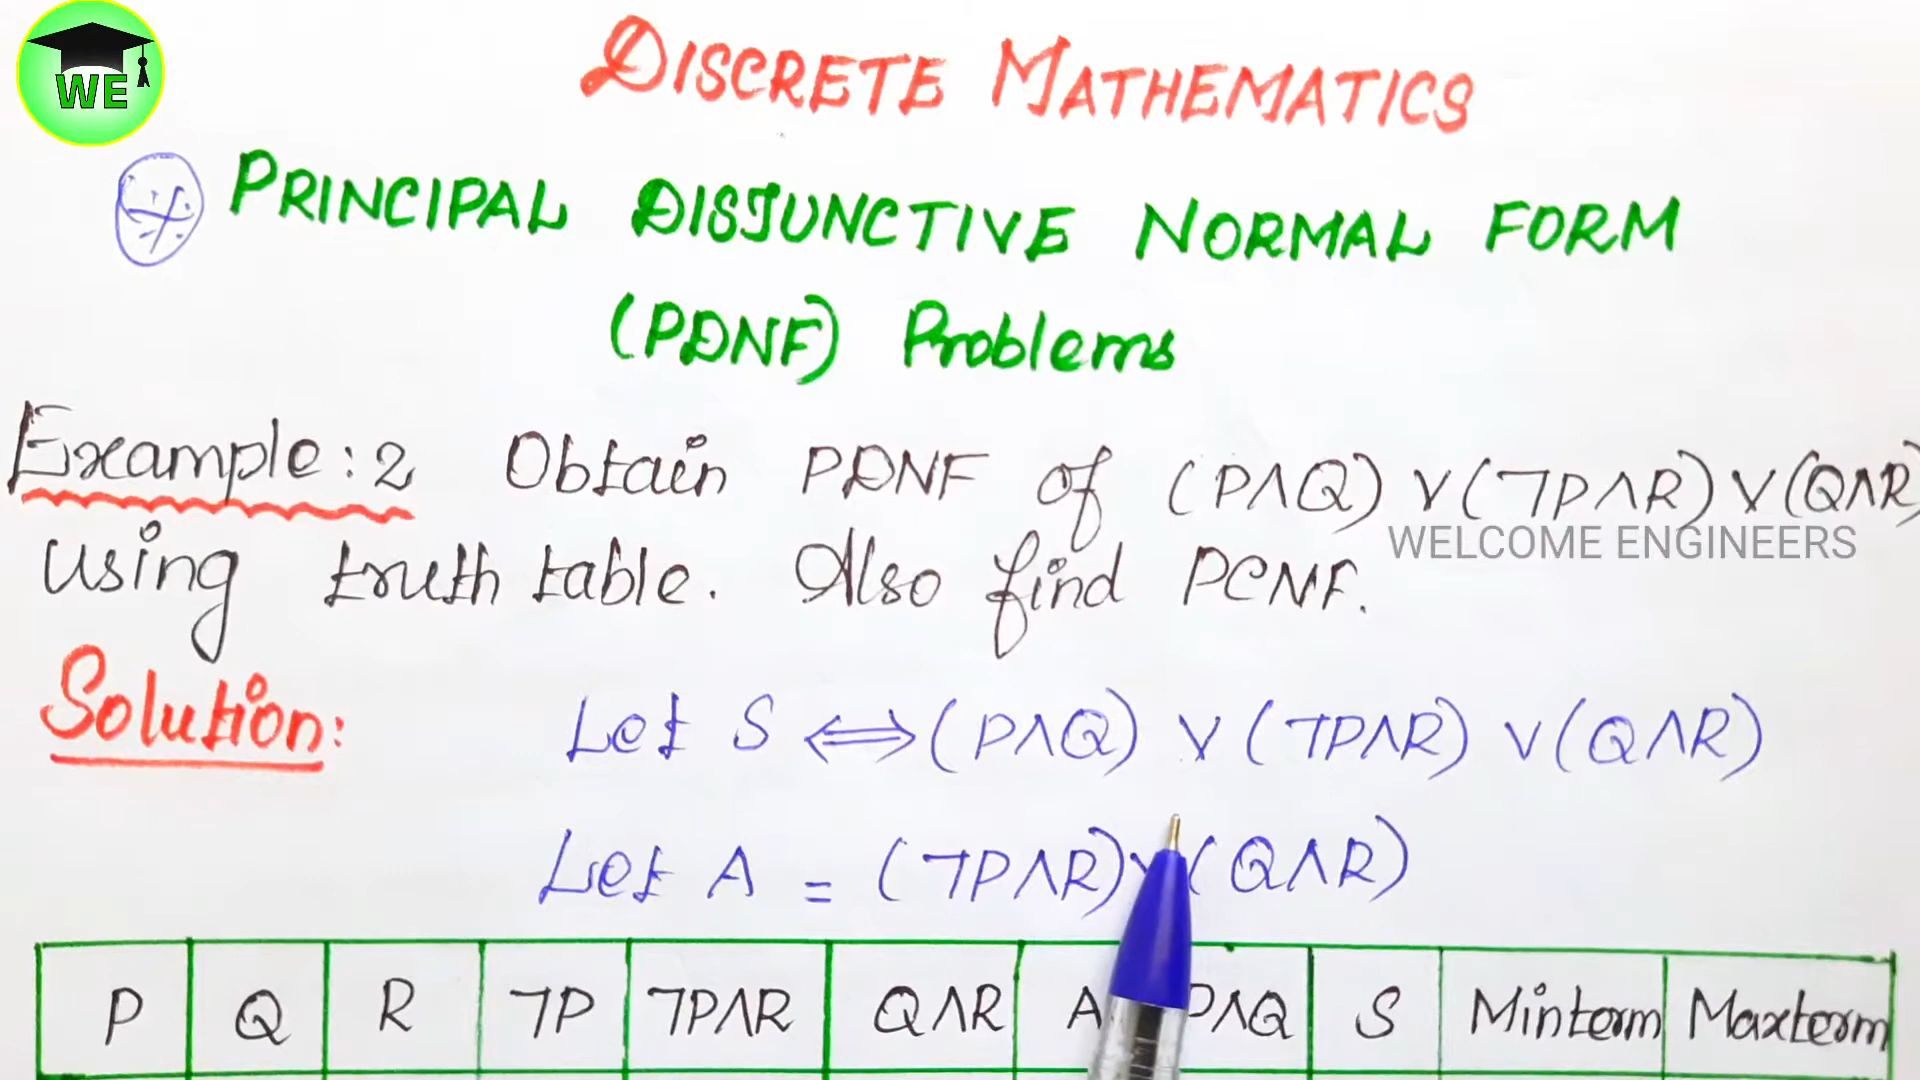 WE
DISCRETE MATHEMATICS
PRINCIPAL DISJUNCTIVE NORMAL FORM
(PDNF) Problems
Example: 2 Obtain PDNF of (P∧Q) ∨ (¬P∧R) ∨ (Q∧R)
WELCOME ENGINEERS
Using truth table. Also find PCNF.
Solution: Let S ⇔ (P∧Q) ∨ (¬P∧R) ∨ (Q∧R)
Let A = (¬P∧R) ∨ (Q∧R)
P Q R ¬P ¬P∧R Q∧R A P∧Q S Minterm Maxterm